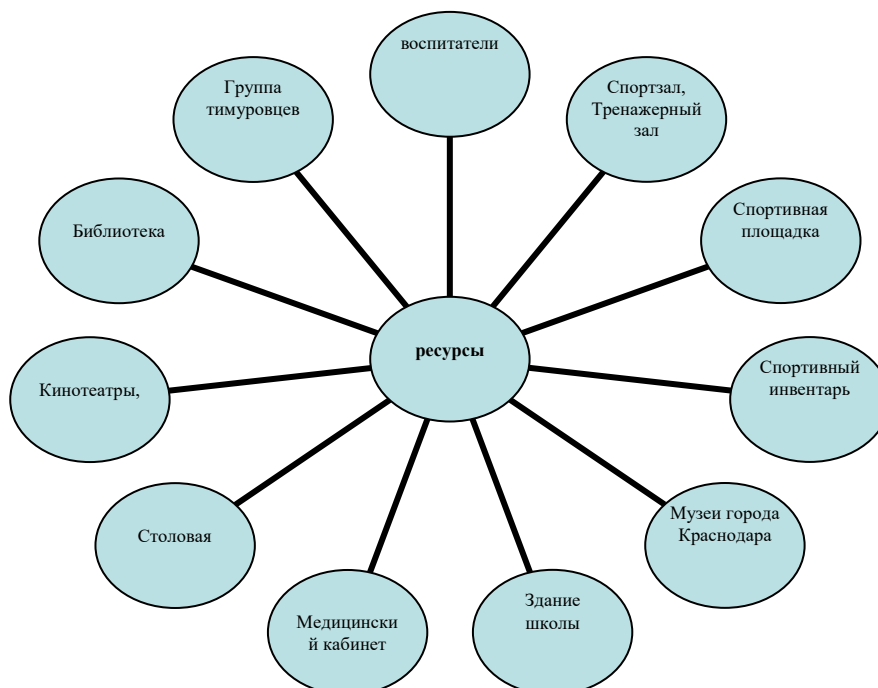 воспитатели
Группа
тимуровцев
Спортзал,
Тренажерный
зал
Библиотека
Спортивная
площадка
ресурсы
Кинотеатры,
Спортивный
инвентарь
Столовая
Музеи города
Краснодара
Медицински
й кабинет
Здание
школы